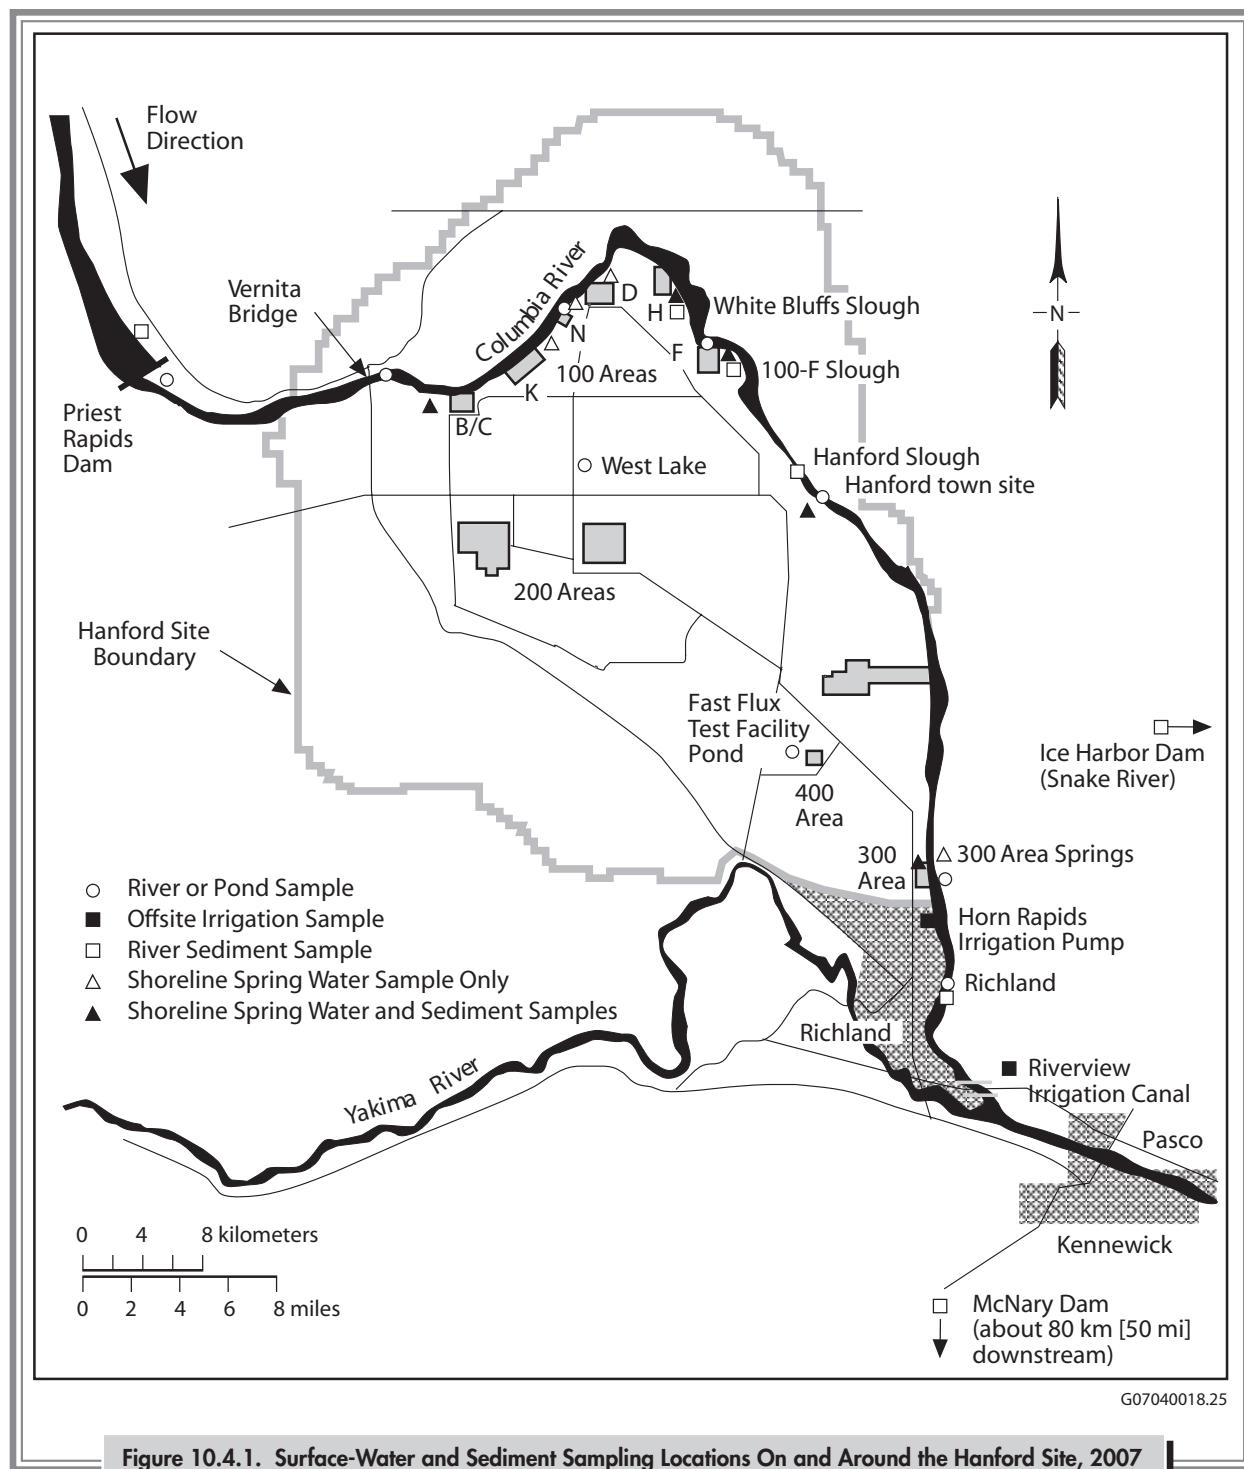 Flow
Direction
Vernita
Bridge
Columbia River
D
H
White Bluffs Slough
N
F
100 Areas
100-F Slough
K
B/C
Priest
Rapids
Dam
N
West Lake
Hanford Slough
Hanford town site
200 Areas
Hanford Site
Boundary
Fast Flux
Test Facility
Pond
400
Area
Ice Harbor Dam
(Snake River)
300
Area
300 Area Springs
River or Pond Sample
Offsite Irrigation Sample
River Sediment Sample
Shoreline Spring Water Sample Only
Shoreline Spring Water and Sediment Samples
Horn Rapids
Irrigation Pump
Richland
Richland
Riverview
Irrigation Canal
Yakima River
Pasco
Kennewick
0 4 8 kilometers
0 2 4 6 8 miles
McNary Dam
(about 80 km [50 mi]
downstream)
G07040018.25
Figure 10.4.1. Surface-Water and Sediment Sampling Locations On and Around the Hanford Site, 2007